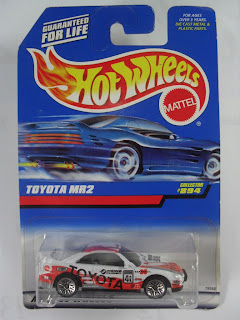 GUARANTEED
FOR LIFE
FOR AGES
OVER 3 YEARS.
DIE CAST METAL &
PLASTIC PARTS.
Hot Wheels
MATTEL
TOYOTA MR2
COLLECTOR
#894
TOYOTA